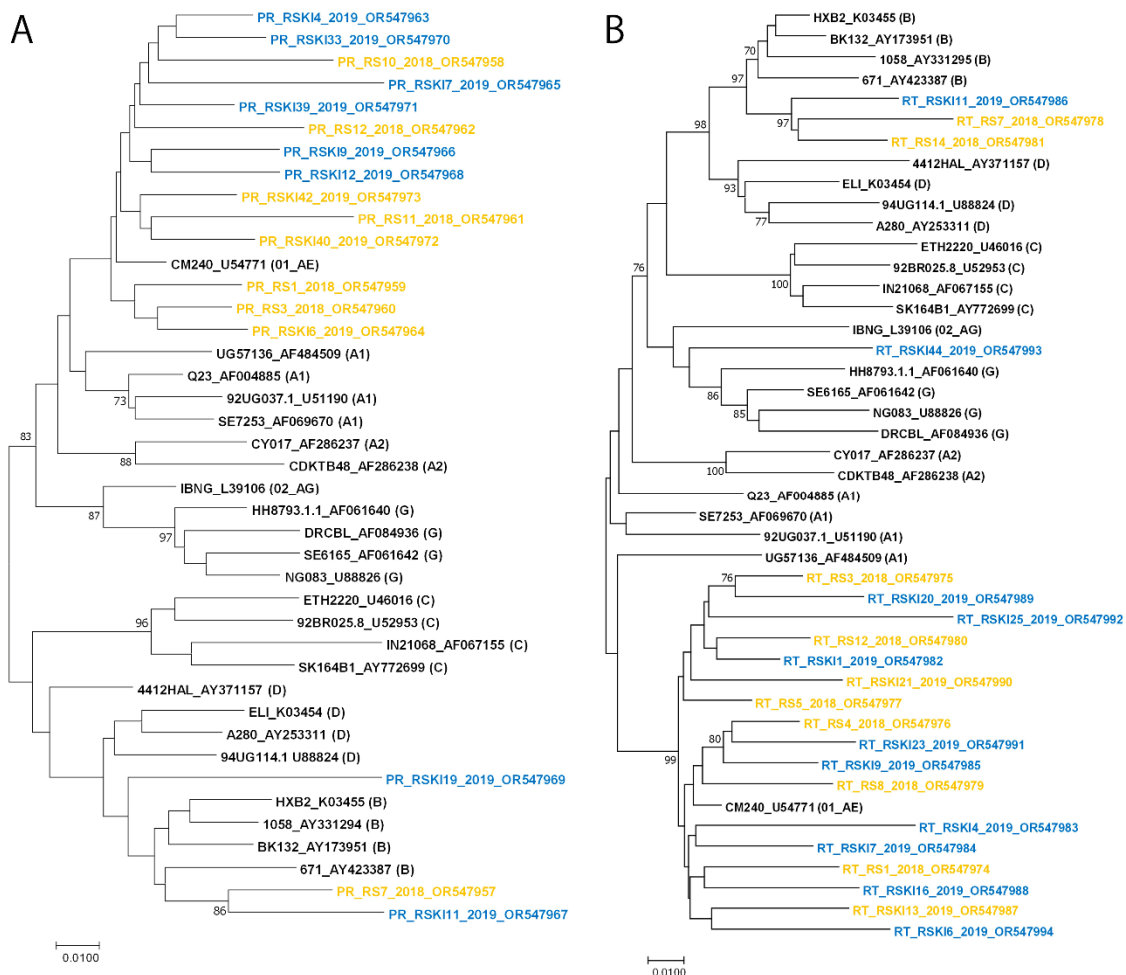 A
PR_RSKI4_2019_OR547963
PR_RSKI33_2019_OR547970
PR_RS10_2018_OR547958
PR_RSKI7_2019_OR547965
PR_RSKI39_2019_OR547971
PR_RS12_2018_OR547962
PR_RSKI9_2019_OR547966
PR_RSKI12_2019_OR547968
PR_RSKI42_2019_OR547973
PR_RS11_2018_OR547961
PR_RSKI40_2019_OR547972
CM240_U54771 (01_AE)
PR_RS1_2018_OR547959
PR_RS3_2018_OR547960
PR_RSKI6_2019_OR547964
UG57136_AF484509 (A1)
Q23_AF004885 (A1)
92UG037.1_U51190 (A1)
73
SE7253_AF069670 (A1)
83
CY017_AF286237 (A2)
88
CDKTB48_AF286238 (A2)
IBNG_L39106 (02_AG)
87
HH8793.1.1_AF061640 (G)
97
DRCBL_AF084936 (G)
SE6165_AF061642 (G)
NG083_U88826 (G)
ETH2220_U46016 (C)
96
92BR025.8_U52953 (C)
IN21068_AF067155 (C)
SK164B1_AY772699 (C)
4412HAL_AY371157 (D)
ELI_K03454 (D)
A280_AY253311 (D)
94UG114.1 U88824 (D)
PR_RSKI19_2019_OR547969
HXB2_K03455 (B)
1058_AY331294 (B)
BK132_AY173951 (B)
671_AY423387 (B)
PR_RS7_2018_OR547957
86
PR_RSKI11_2019_OR547967
0.0100
B
HXB2_K03455 (B)
BK132_AY173951 (B)
70
1058_AY331295 (B)
97
671_AY423387 (B)
RT_RSKI11_2019_OR547986
98
97
RT_RS7_2018_OR547978
RT_RS14_2018_OR547981
4412HAL_AY371157 (D)
93
ELI_K03454 (D)
94UG114.1_U88824 (D)
77
A280_AY253311 (D)
ETH2220_U46016 (C)
76
92BR025.8_U52953 (C)
100
IN21068_AF067155 (C)
SK164B1_AY772699 (C)
IBNG_L39106 (02_AG)
RT_RSKI44_2019_OR547993
HH8793.1.1_AF061640 (G)
86
SE6165_AF061642 (G)
85
NG083_U88826 (G)
DRCBL_AF084936 (G)
CY017_AF286237 (A2)
100
CDKTB48_AF286238 (A2)
Q23_AF004885 (A1)
SE7253_AF069670 (A1)
92UG037.1_U51190 (A1)
UG57136_AF484509 (A1)
76
RT_RS3_2018_OR547975
RT_RSKI20_2019_OR547989
RT_RSKI25_2019_OR547992
RT_RS12_2018_OR547980
RT_RSKI1_2019_OR547982
RT_RSKI21_2019_OR547990
RT_RS5_2018_OR547977
RT_RS4_2018_OR547976
80
RT_RSKI23_2019_OR547991
99
RT_RSKI9_2019_OR547985
RT_RS8_2018_OR547979
CM240_U54771 (01_AE)
RT_RSKI4_2019_OR547983
RT_RSKI7_2019_OR547984
RT_RS1_2018_OR547974
RT_RSKI16_2019_OR547988
RT_RSKI13_2019_OR547987
RT_RSKI6_2019_OR547994
0.0100